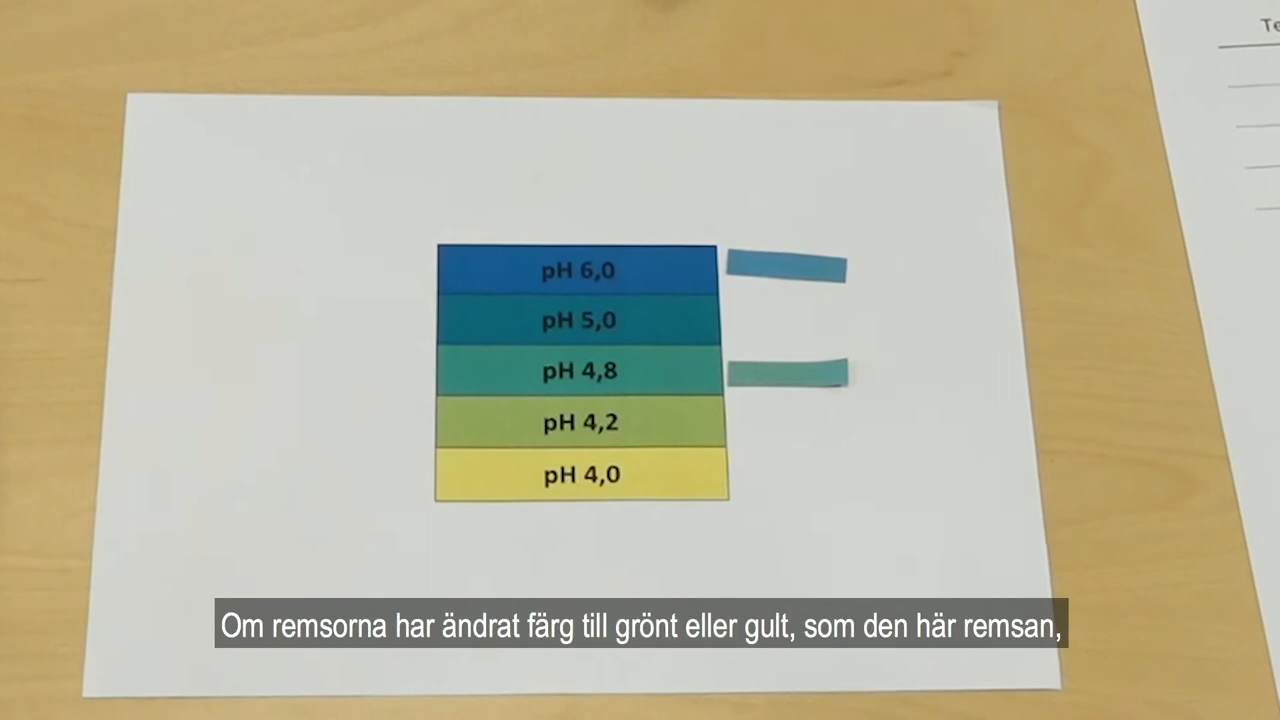 pH 6,0
pH 5,0
pH 4,8
pH 4,2
pH 4,0
Om remsorna har ändrat färg till grönt eller gult, som den här remsan,